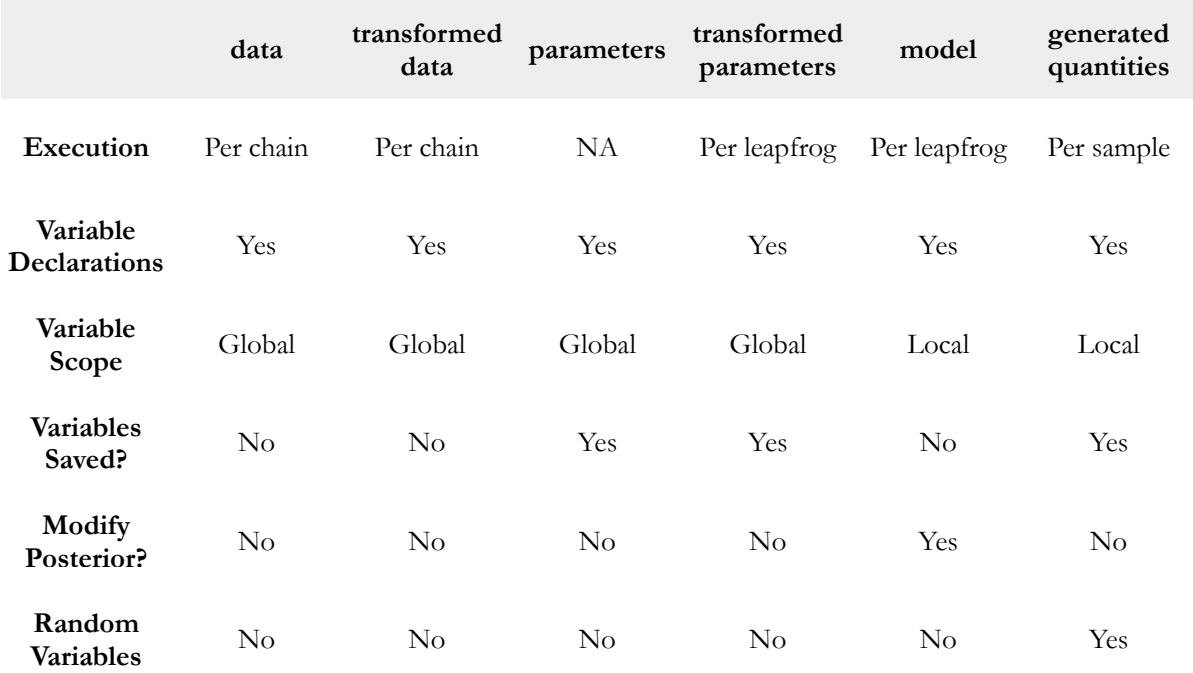 data transformed data parameters transformed parameters model generated quantities
Execution Per chain Per chain NA Per leapfrog Per leapfrog Per sample
Variable Declarations Yes Yes Yes Yes Yes Yes
Variable Scope Global Global Global Global Local Local
Variables Saved? No No Yes Yes No Yes
Modify Posterior? No No No No Yes No
Random Variables No No No No No Yes